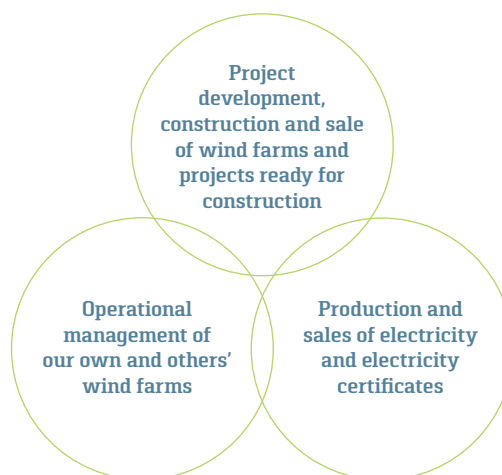 Project
development,
construction and sale
of wind farms and
projects ready for
construction
Operational
management of
our own and others’
wind farms
Production and
sales of electricity
and electricity
certificates